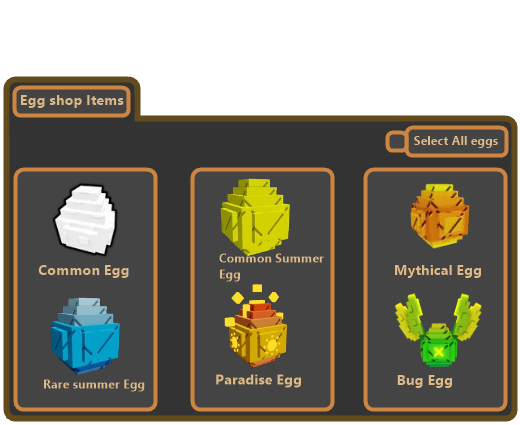 Egg shop Items
Select All eggs
Common Egg
Common Summer
Egg
Mythical Egg
Rare summer Egg
Paradise Egg
Bug Egg